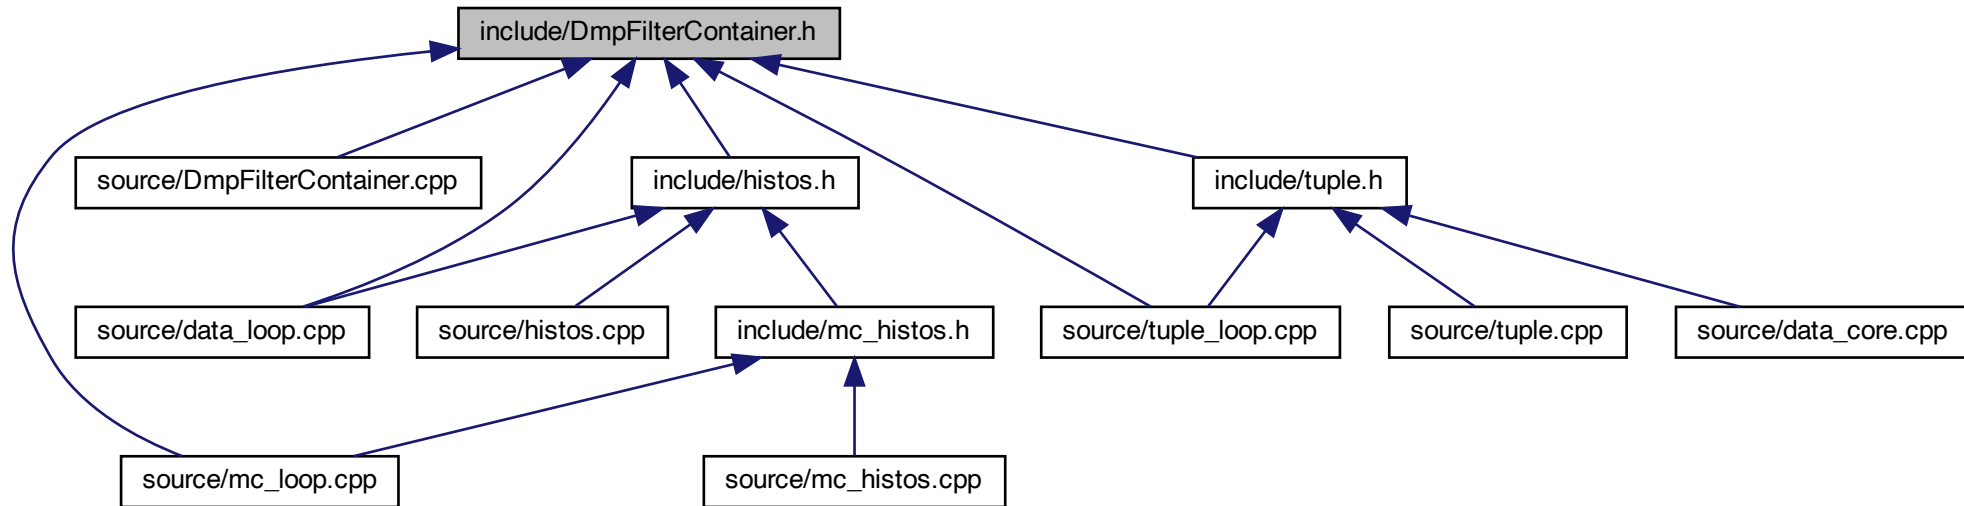 include/DmpFilterContainer.h
source/DmpFilterContainer.cpp
include/histos.h
include/tuple.h
source/data_loop.cpp
source/histos.cpp
include/mc_histos.h
source/tuple_loop.cpp
source/tuple.cpp
source/data_core.cpp
source/mc_loop.cpp
source/mc_histos.cpp